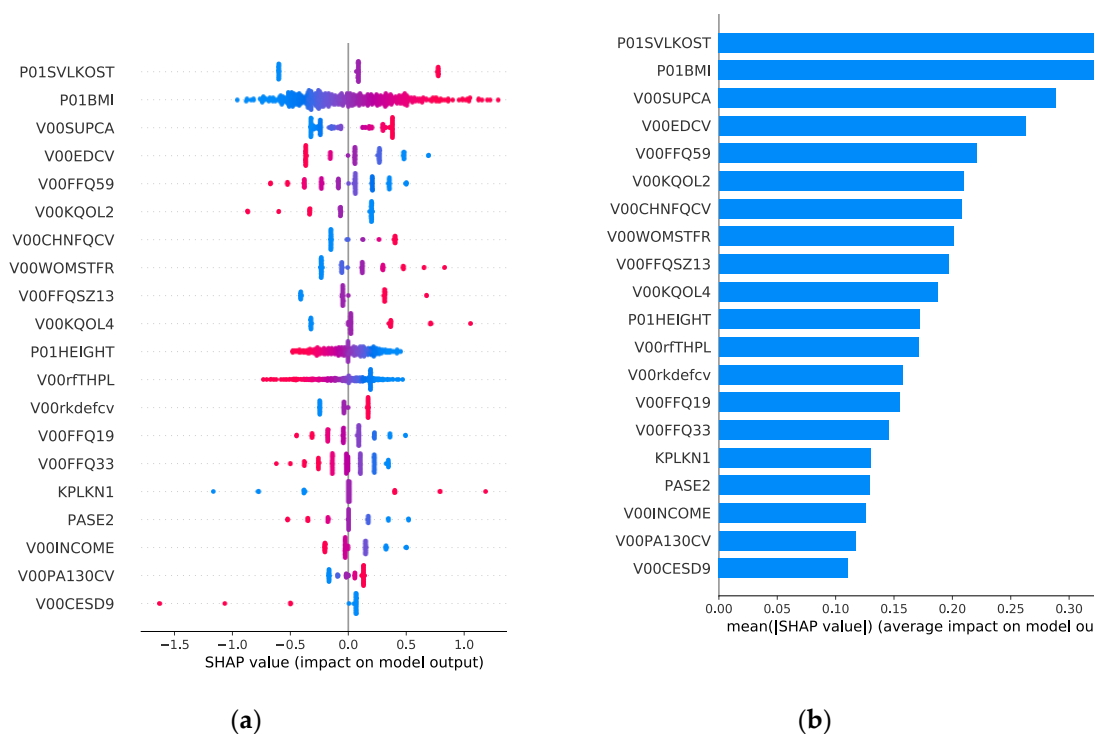 P01SVLKOST
P01BMI
V00SUPCA
V00EDCV
V00FFQ59
V00KQOL2
V00CHNFQCV
V00WOMSTFR
V00FFQSZ13
V00KQOL4
P01HEIGHT
V00rfTHPL
V00rkdefcv
V00FFQ19
V00FFQ33
KPLKN1
PASE2
V00INCOME
V00PA130CV
V00CESD9
−1.5 −1.0 −0.5 0.0 0.5 1.0
SHAP value (impact on model output)
(a)
P01SVLKOST
P01BMI
V00SUPCA
V00EDCV
V00FFQ59
V00KQOL2
V00CHNFQCV
V00WOMSTFR
V00FFQSZ13
V00KQOL4
P01HEIGHT
V00rfTHPL
V00rkdefcv
V00FFQ19
V00FFQ33
KPLKN1
PASE2
V00INCOME
V00PA130CV
V00CESD9
0.00 0.05 0.10 0.15 0.20 0.25 0.30
mean(|SHAP value|) (average impact on model ou
(b)